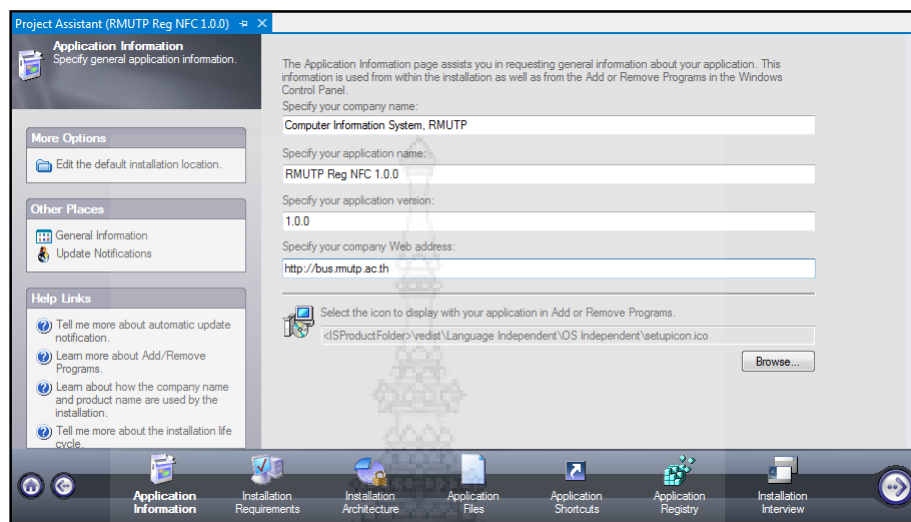 Project Assistant (RMUTP Reg NFC 1.0.0)
Application Information
Specify general application information.
More Options
Edit the default installation location.
Other Places
General Information
Update Notifications
Help Links
Tell me more about automatic update
notification.
Learn more about Add/Remove
Programs.
Learn about how the company name
and product name are used by the
installation.
Tell me more about the installation life
cycle.
The Application Information page assists you in requesting general information about your application. This
information is used from within the installation as well as from the Add or Remove Programs in the Windows
Control Panel.
Specify your company name:
Computer Information System, RMUTP
Specify your application name:
RMUTP Reg NFC 1.0.0
Specify your application version:
1.0.0
Specify your company Web address:
http://bus.rmutp.ac.th
Select the icon to display with your application in Add or Remove Programs.
<ISProductFolder>\redist\Language Independent\OS Independent\setupicon.ico
Browse...
Application
Information
Installation
Requirements
Installation
Architecture
Application
Files
Application
Shortcuts
Application
Registry
Installation
Interview